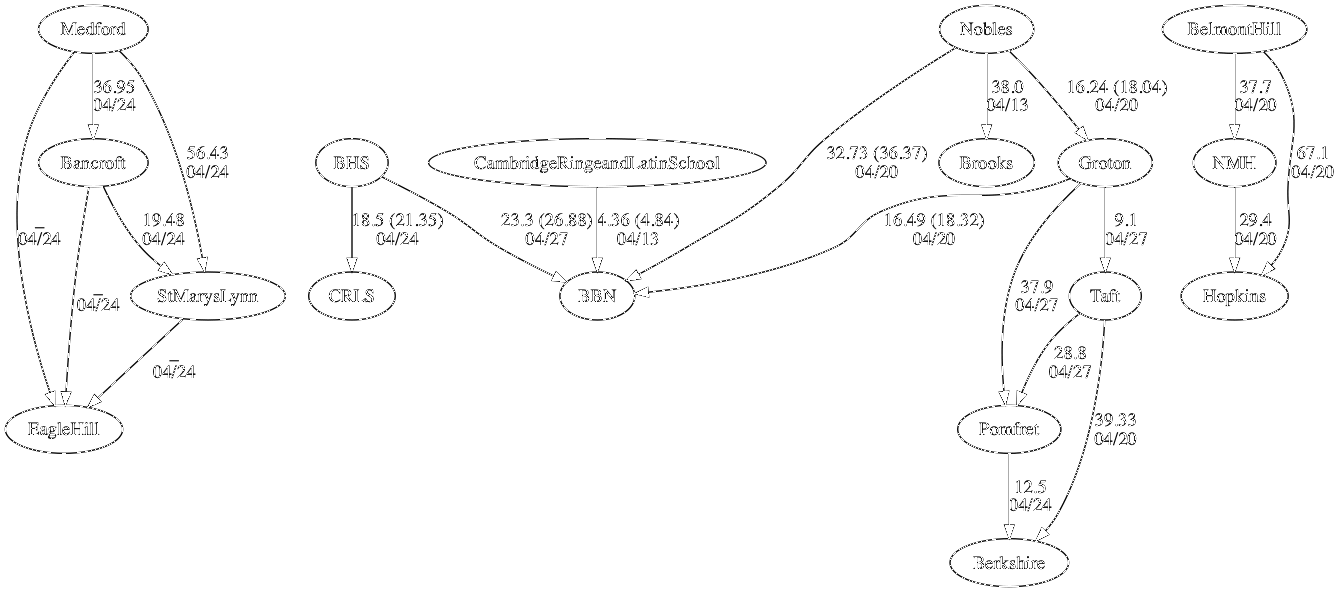 Medford
Nobles
BelmontHill
36.95
04/24
38.0
04/13
16.24 (18.04)
04/20
37.7
04/20
Bancroft
56.43
04/24
BHS
CambridgeRingeandLatinSchool
32.73 (36.37)
04/20
Brooks
Groton
NMH
67.1
04/20
04/24
19.48
04/24
18.5 (21.35)
04/24
23.3 (26.88)
04/27
4.36 (4.84)
04/13
16.49 (18.32)
04/20
9.1
04/27
29.4
04/20
04/24
StMarysLynn
CRLS
BBN
37.9
04/27
Taft
Hopkins
04/24
28.8
04/27
EagleHill
Pomfret
39.33
04/20
12.5
04/24
Berkshire